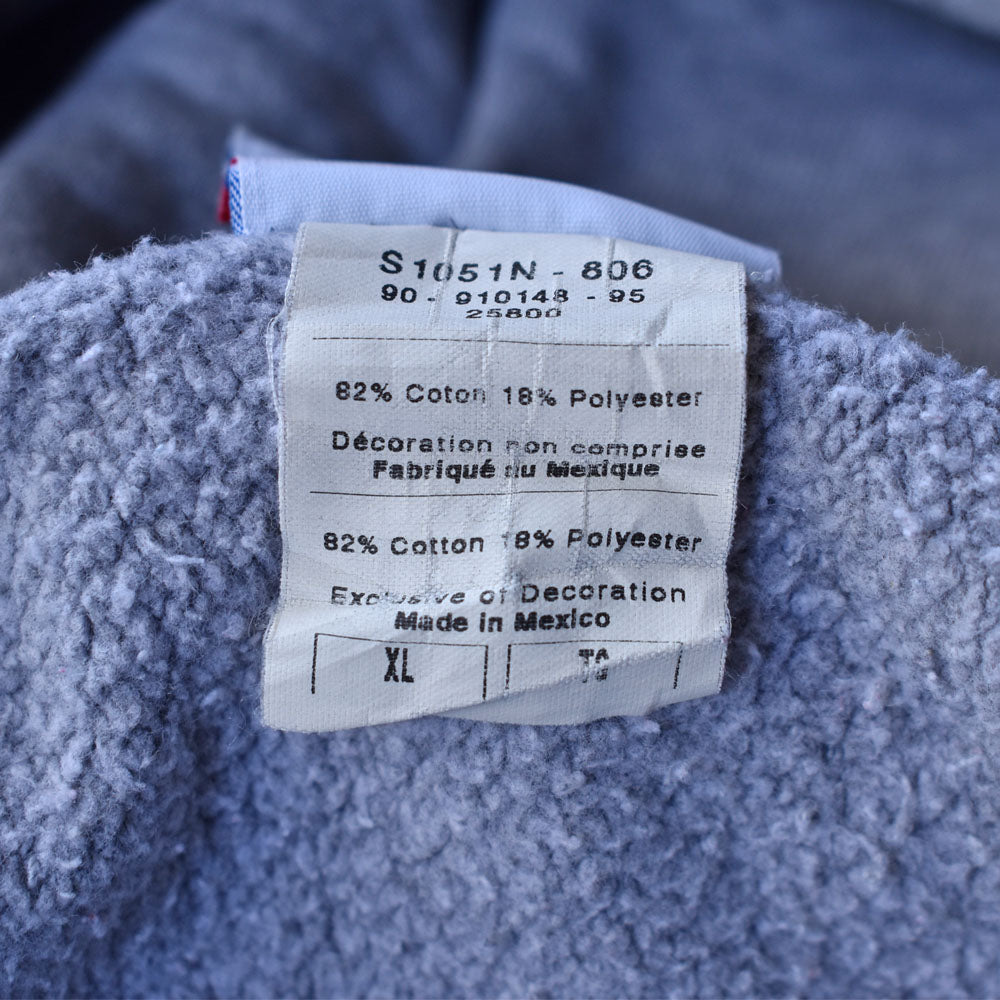 S1051N - 806
90 - 910148 - 95
25800
82% Coton 18% Polyester
Décoration non comprise
Fabriqué au Mexique
82% Cotton 18% Polyester
Exclusive of Decoration
Made in Mexico
XL TG